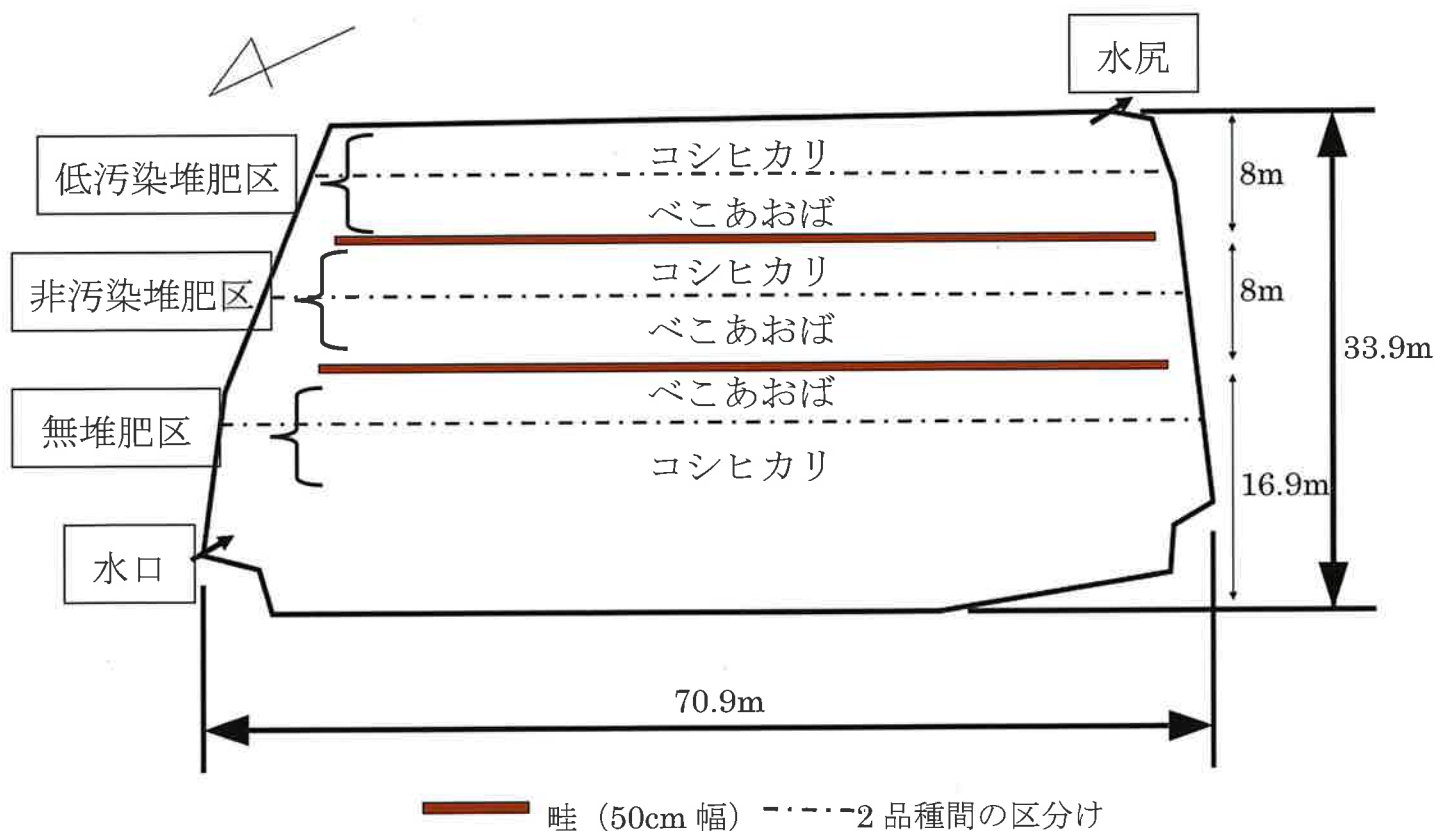 水尻
低汚染堆肥区
コシヒカリ
べこあおば
8m
非汚染堆肥区
コシヒカリ
べこあおば
8m
33.9m
無堆肥区
べこあおば
コシヒカリ
16.9m
水口
70.9m
畦（50cm 幅）
2 品種間の区分け